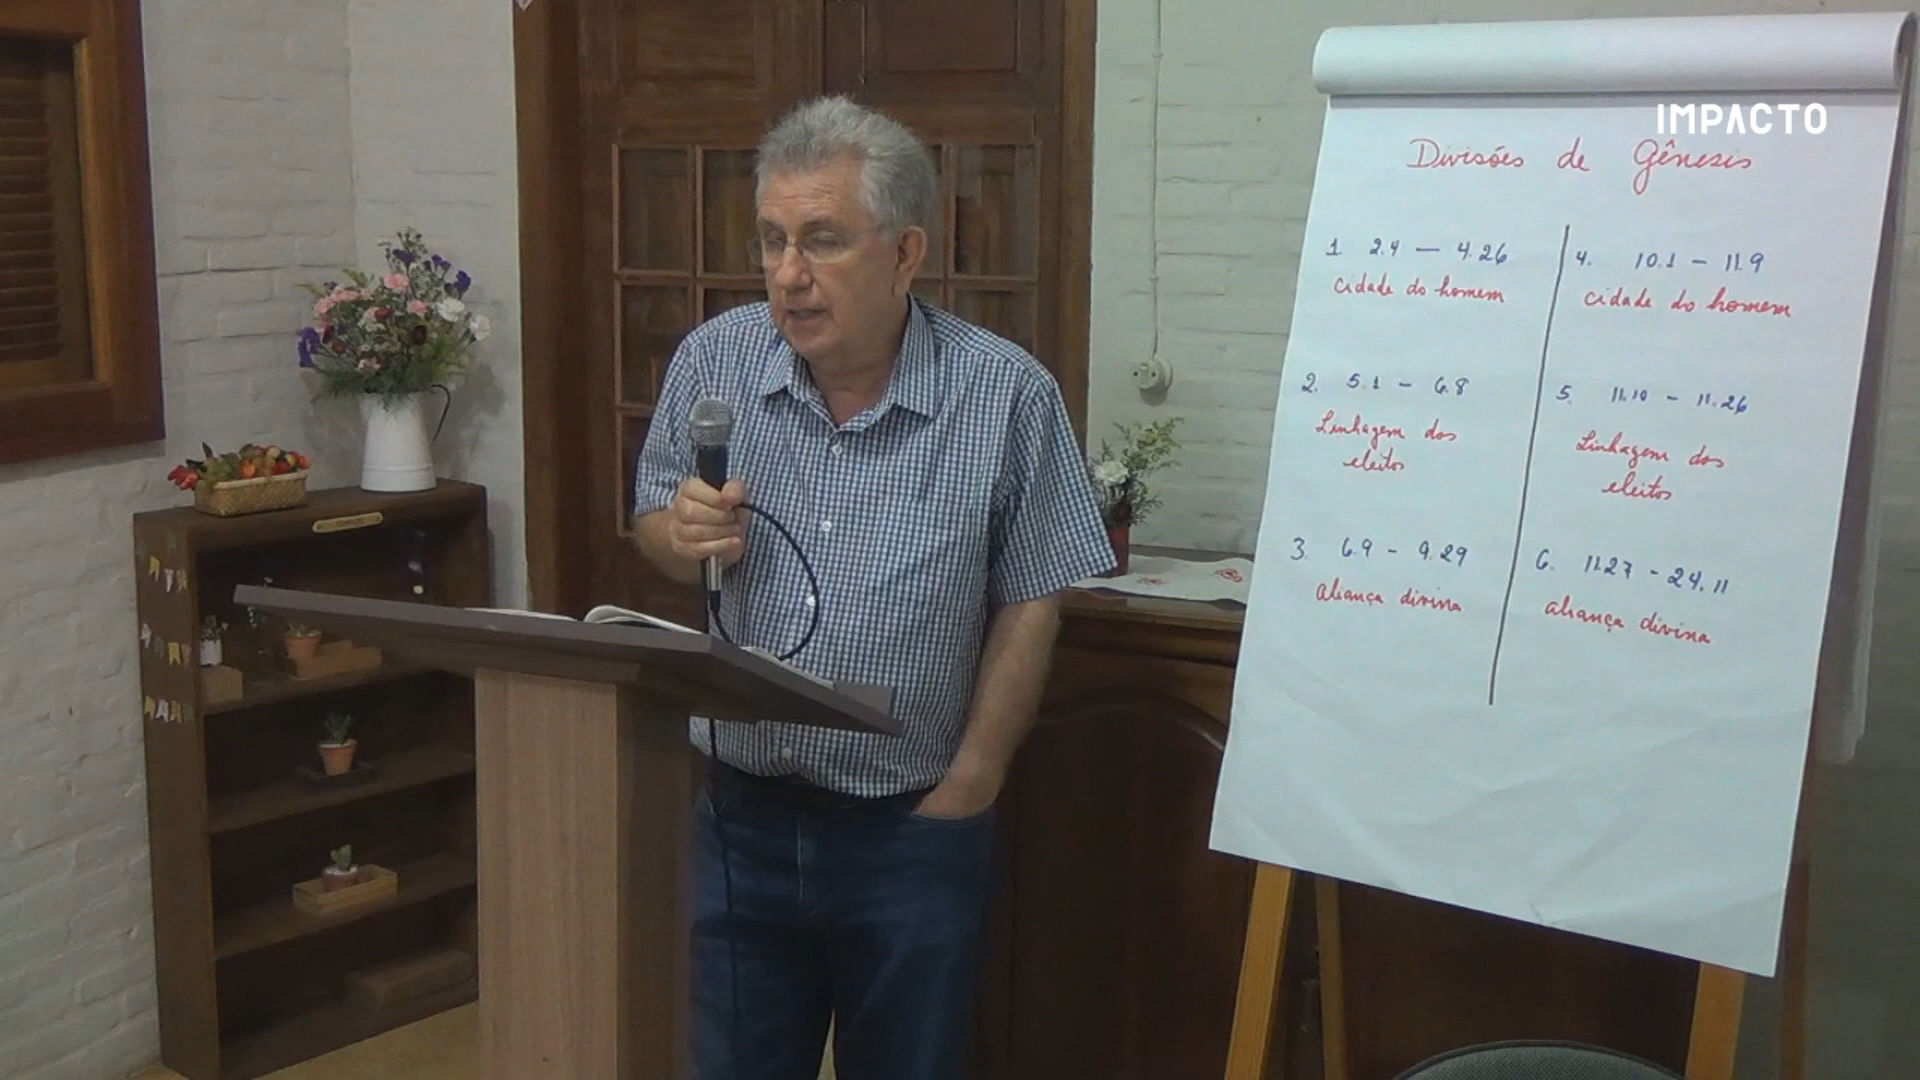 IMPACTO
Divisões de Gênesis
1 2.4 — 4.26
cidade do homem
2. 5.1 - 6.8
Linhagem dos
eleitos
3. 6.9 - 9.29
aliança divina
4. 10.1 - 11.9
cidade do homem
5. 11.10 - 11.26
Linhagem dos
eleitos
6. 11.27 - 24.11
aliança divina